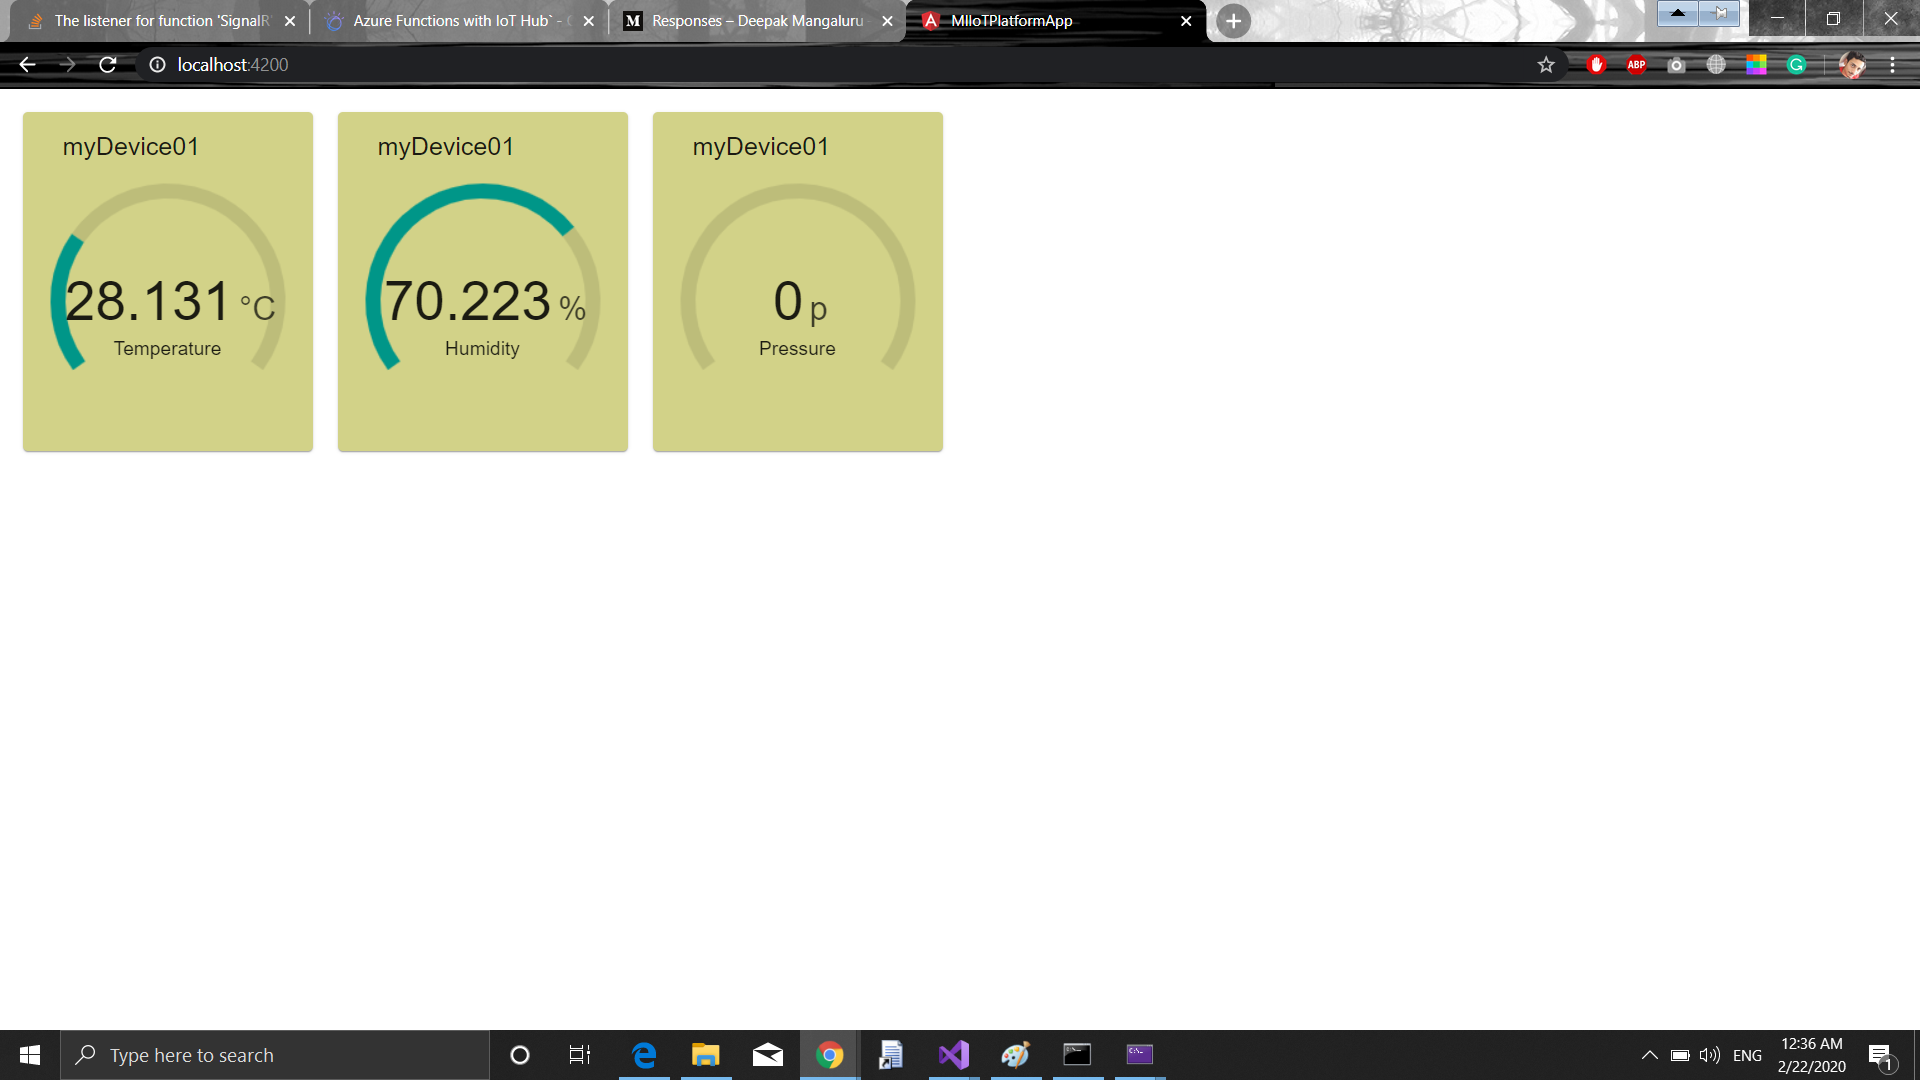 The listener for function 'SignalR'
Azure Functions with IoT Hub` -
Responses – Deepak Mangaluru
MIIoTPlatformApp
localhost:4200
ABP
myDevice01
28.131 °C
Temperature
myDevice01
70.223 %
Humidity
myDevice01
0 p
Pressure
Type here to search
ENG
12:36 AM
2/22/2020
1